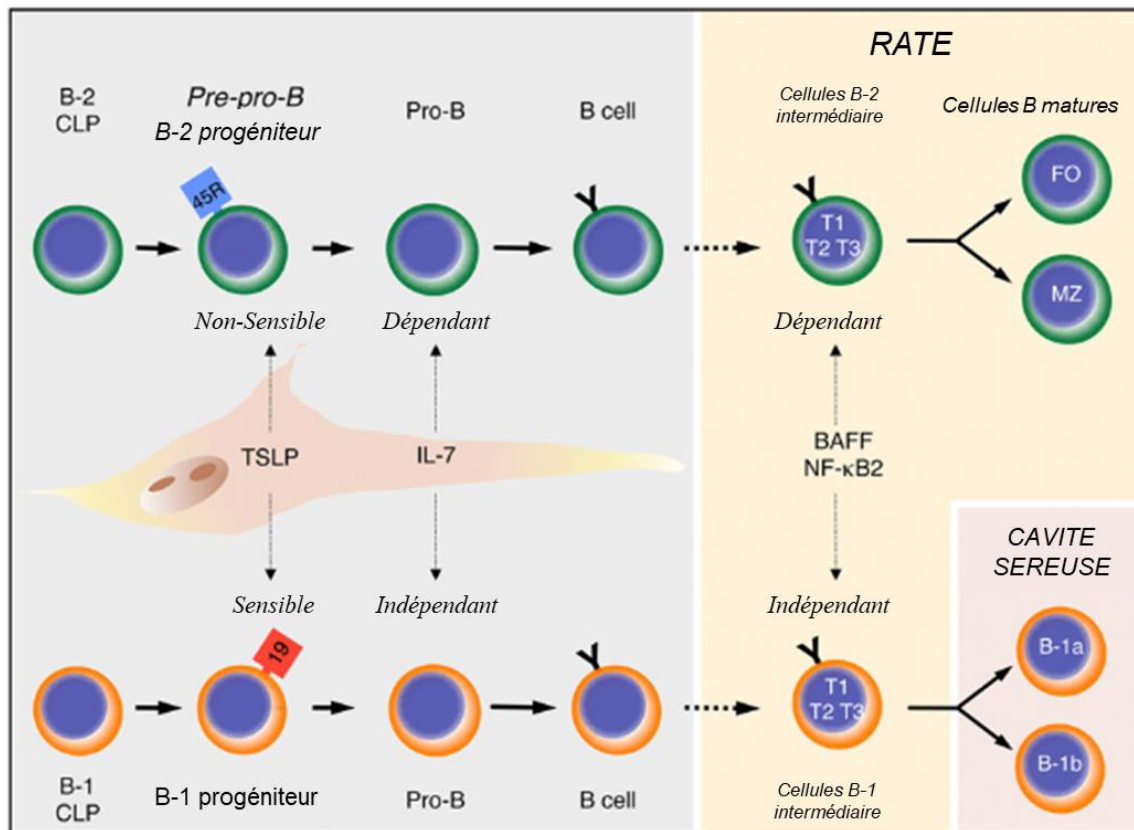 RATE
B-2
CLP
Pre-pro-B
B-2 progéniteur
Pro-B
B cell
Cellules B-2
intermédiaire
Cellules B matures
45R
T1
T2 T3
FO
MZ
Non-Sensible
Dépendant
Dépendant
TSLP
IL-7
BAFF
NF-κB2
CAVITE
SEREUSE
Sensible
Indépendant
Indépendant
19
T1
T2 T3
B-1a
B-1b
B-1
CLP
B-1 progéniteur
Pro-B
B cell
Cellules B-1
intermédiaire